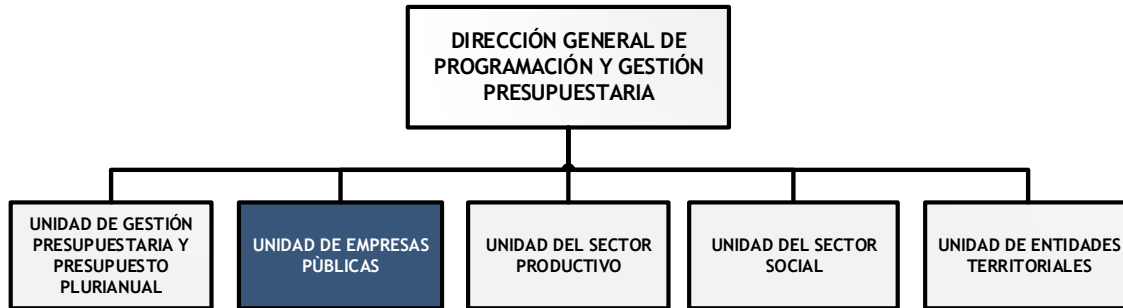 DIRECCIÓN GENERAL DE
PROGRAMACIÓN Y GESTIÓN
PRESUPUESTARIA
UNIDAD DE GESTIÓN
PRESUPUESTARIA Y
PRESUPUESTO
PLURIANUAL
UNIDAD DE EMPRESAS
PÙBLICAS
UNIDAD DEL SECTOR
PRODUCTIVO
UNIDAD DEL SECTOR
SOCIAL
UNIDAD DE ENTIDADES
TERRITORIALES